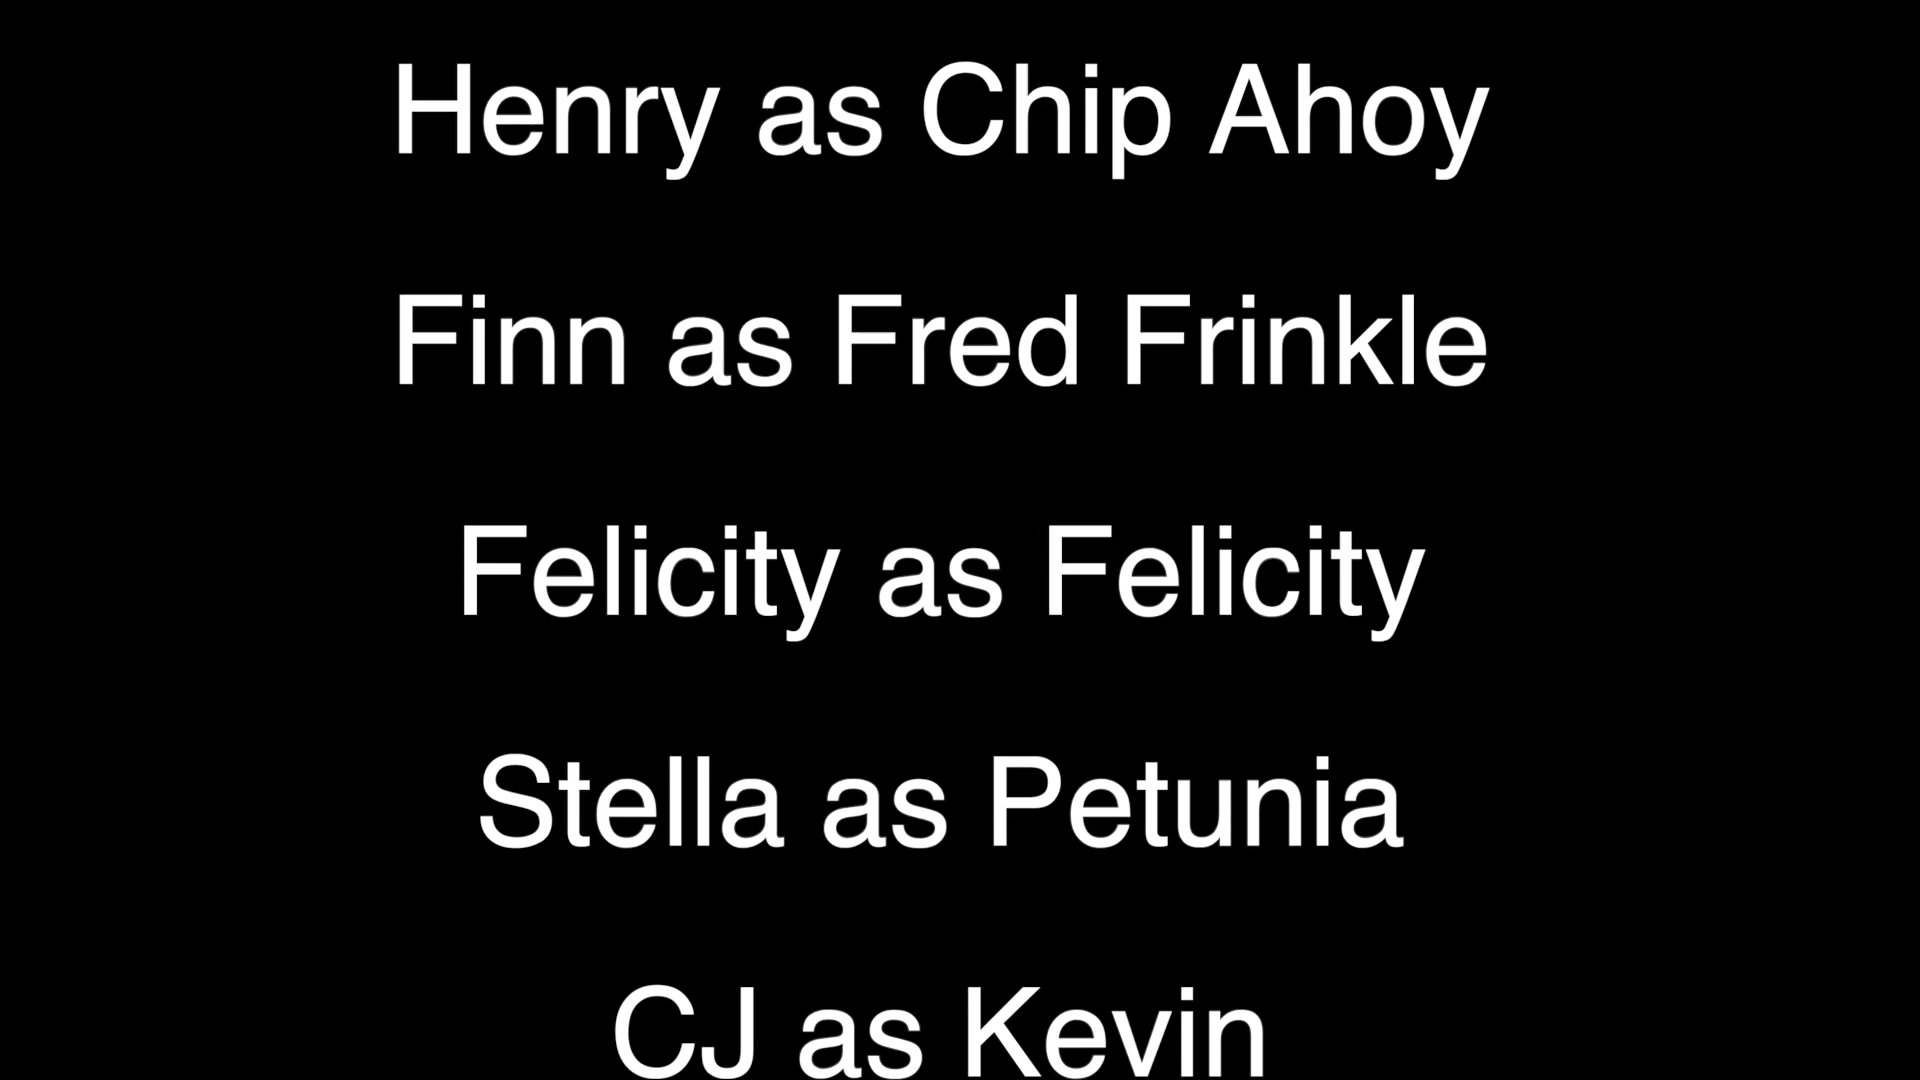 Henry as Chip Ahoy
Finn as Fred Frinkle
Felicity as Felicity
Stella as Petunia
CJ as Kevin